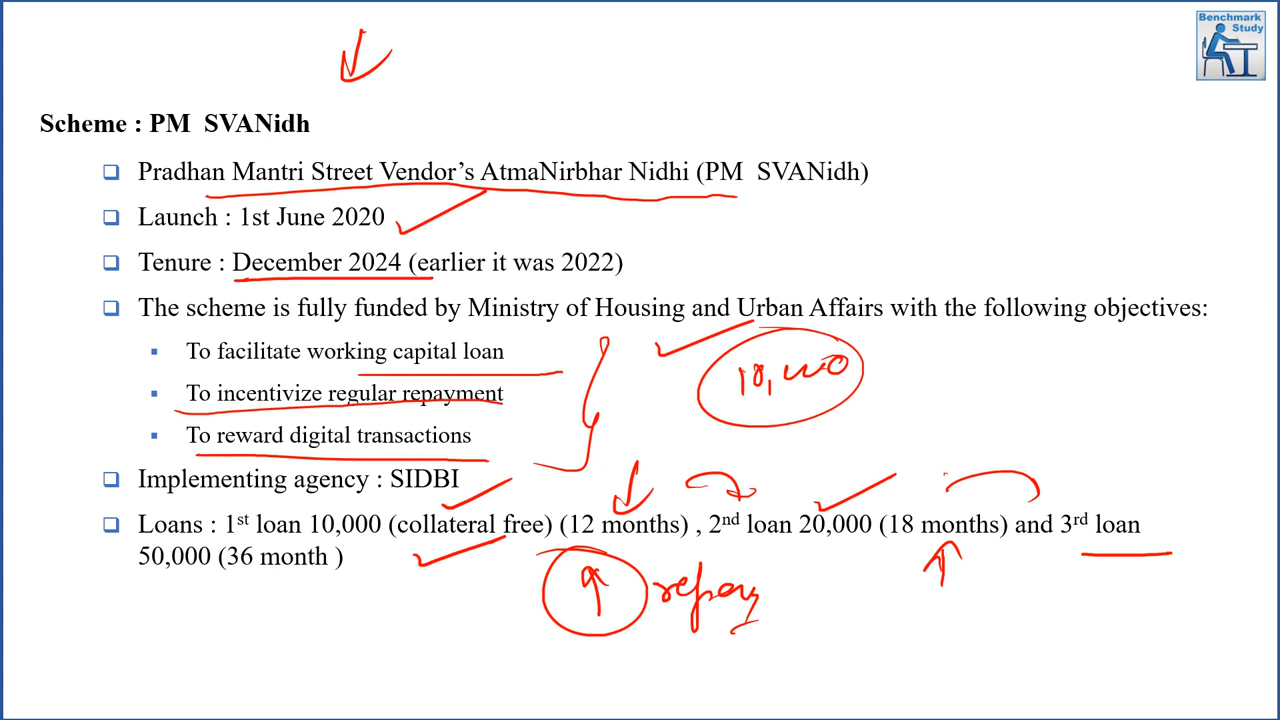 Benchmark
Study
Scheme : PM SVANidh
Pradhan Mantri Street Vendor's AtmaNirbhar Nidhi (PM SVANidh)
Launch : 1st June 2020
Tenure : December 2024 (earlier it was 2022)
The scheme is fully funded by Ministry of Housing and Urban Affairs with the following objectives:
To facilitate working capital loan
To incentivize regular repayment
To reward digital transactions
Implementing agency : SIDBI
Loans : 1st loan 10,000 (collateral free) (12 months) , 2nd loan 20,000 (18 months) and 3rd loan
50,000 (36 month )
repay